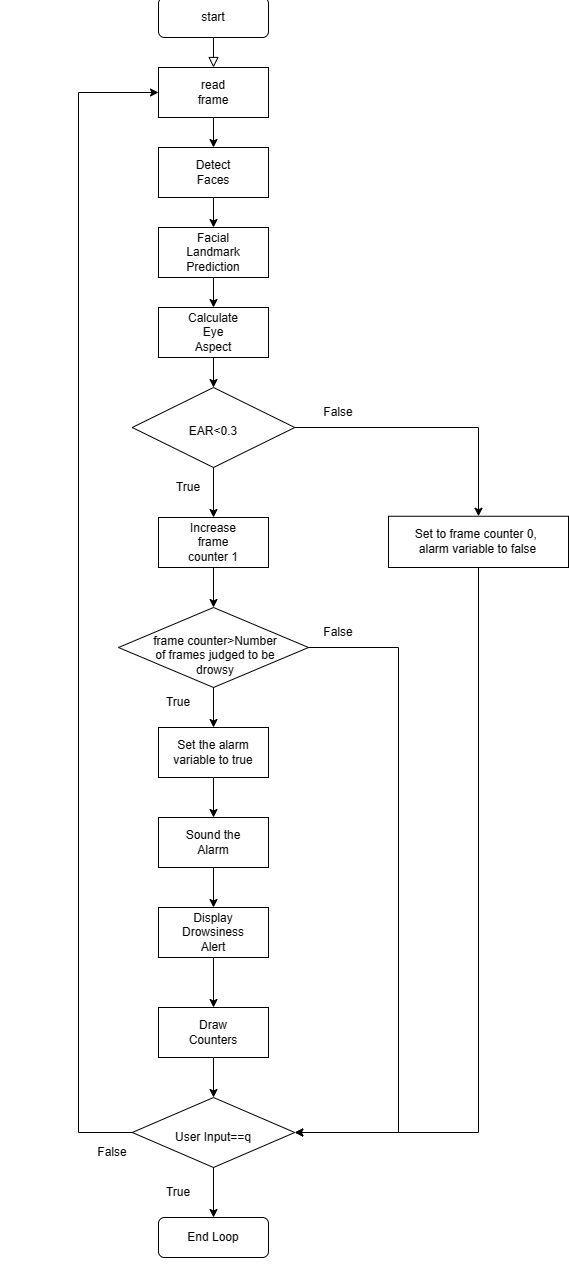 start
read
frame
Detect
Faces
Facial
Landmark
Prediction
Calculate
Eye
Aspect
EAR<0.3
False
True
Increase
frame
counter 1
Set to frame counter 0,
alarm variable to false
frame counter>Number
of frames judged to be
drowsy
False
True
Set the alarm
variable to true
Sound the
Alarm
Display
Drowsiness
Alert
Draw
Counters
User Input==q
False
True
End Loop